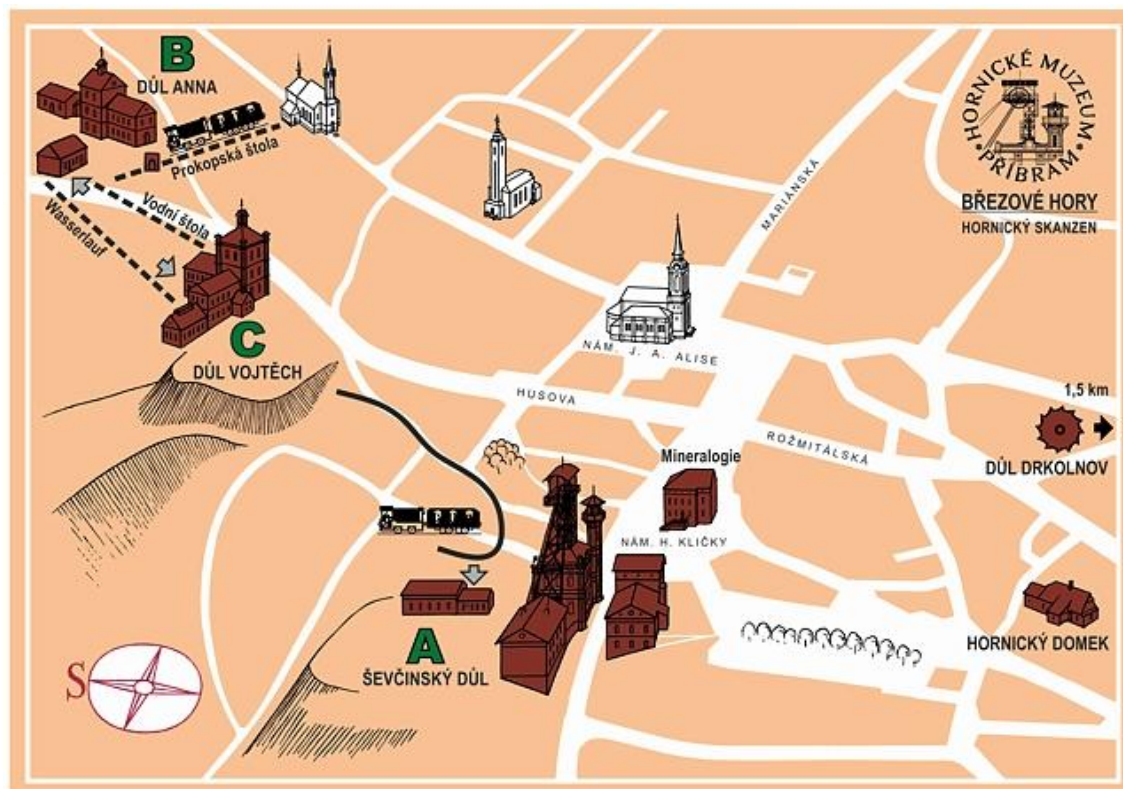 B
DŮL ANNA
Prokopská štola
Vodní štola
Wasserlauf
C
DŮL VOJTĚCH
HORNICKÉ MUZEUM
PŘÍBRAM
BŘEZOVÉ HORY
HORNICKÝ SKANZEN
MARIÁNSKÁ
NÁM. J. A. ALISE
HUSOVA
ROŽMITÁLSKÁ
1,5 km
DŮL DRKOLNOV
Mineralogie
NÁM. H. KLIČKY
A
ŠEVČINSKÝ DŮL
HORNICKÝ DOMEK
S